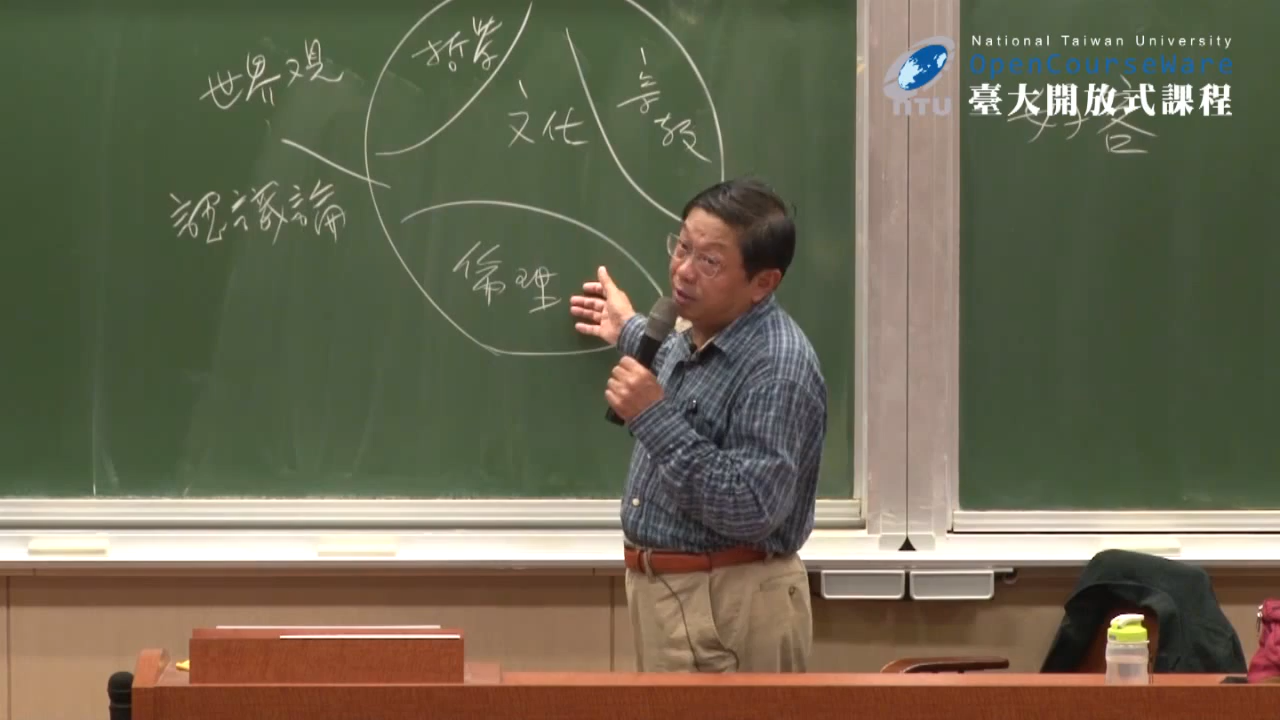 National Taiwan University
OpenCourseWare
臺大開放式課程
NTU
哲學
世界觀
文化
宗教
認識論
倫理